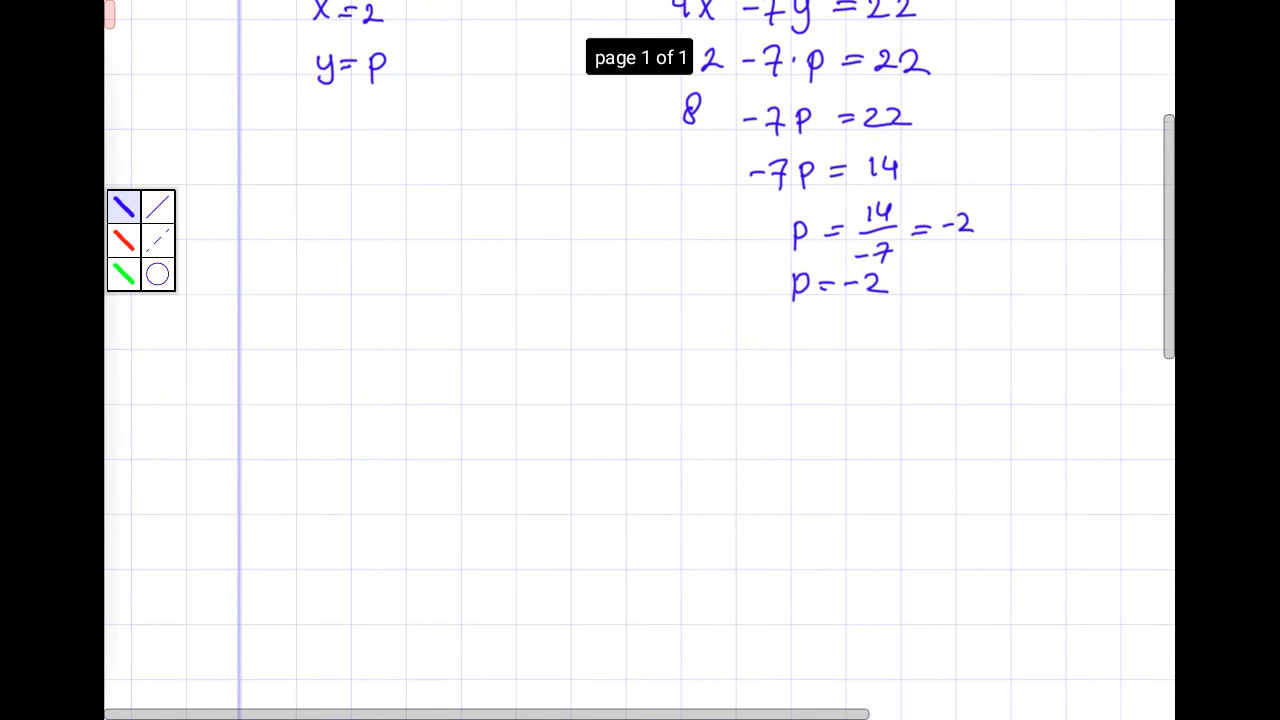 x=2
4x -7y =22
y= p
page 1 of 1
2 -7·p =22
8 -7p =22
-7p = 14
p = 14/-7 = -2
p=-2